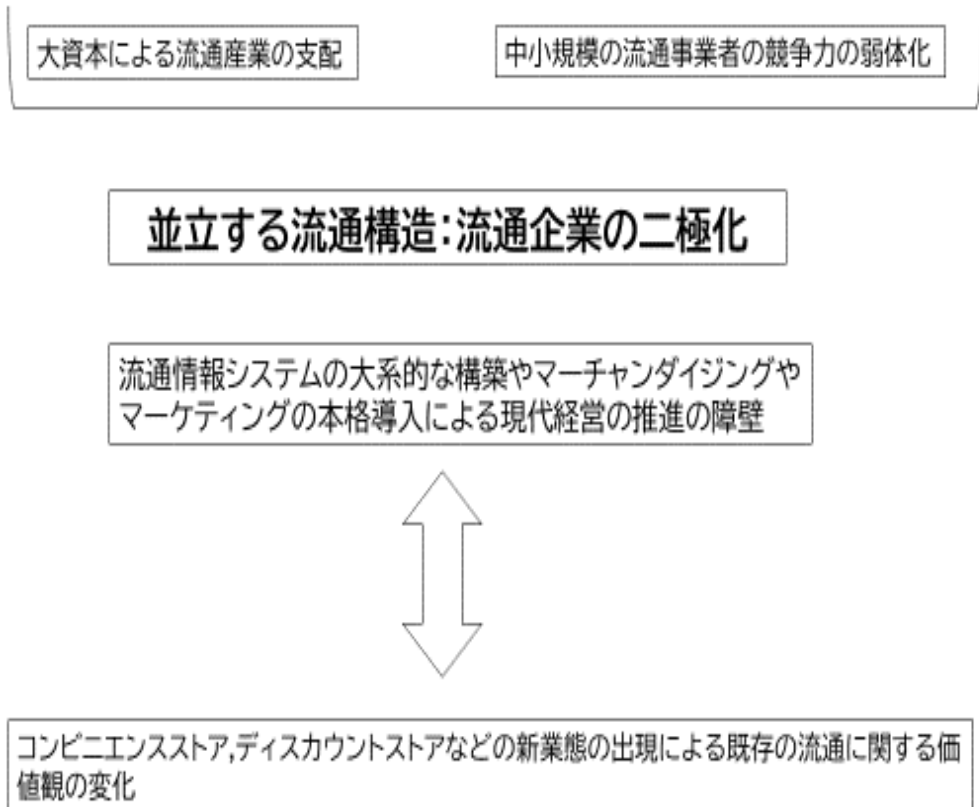 大資本による流通産業の支配
中小規模の流通事業者の競争力の弱体化
並立する流通構造:流通企業の二極化
流通情報システムの大系的な構築やマーチャンダイジングや
マーケティングの本格導入による現代経営の推進の障壁
コンビニエンスストア,ディスカウントストアなどの新業態の出現による既存の流通に関する価
値観の変化